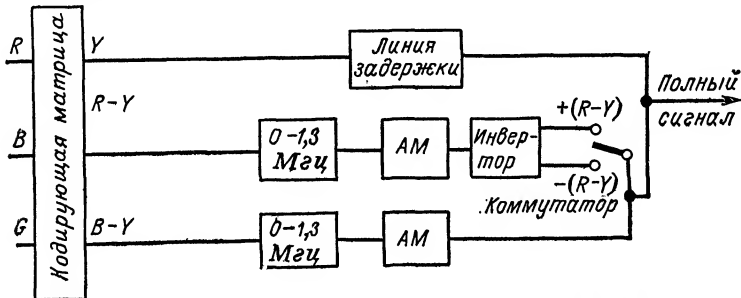 R
B
G
Кодирующая матрица
Y
R-Y
B-Y
Линия
задержки
0-1,3
Мгц
АМ
Инвер-
тор
+(R-Y)
-(R-Y)
Коммутатор
0-1,3
Мгц
АМ
Полный
сигнал